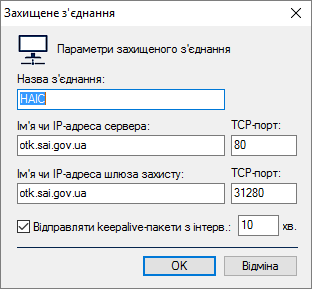 Захищене з'єднання
Параметри захищеного з'єднання
Назва з'єднання:
НАІС
Ім'я чи IP-адреса сервера: TCP-порт:
otk.sai.gov.ua 80
Ім'я чи IP-адреса шлюза захисту: TCP-порт:
otk.sai.gov.ua 31280
Відправляти keepalive-пакети з інтерв.: 10 хв.
OK Відміна